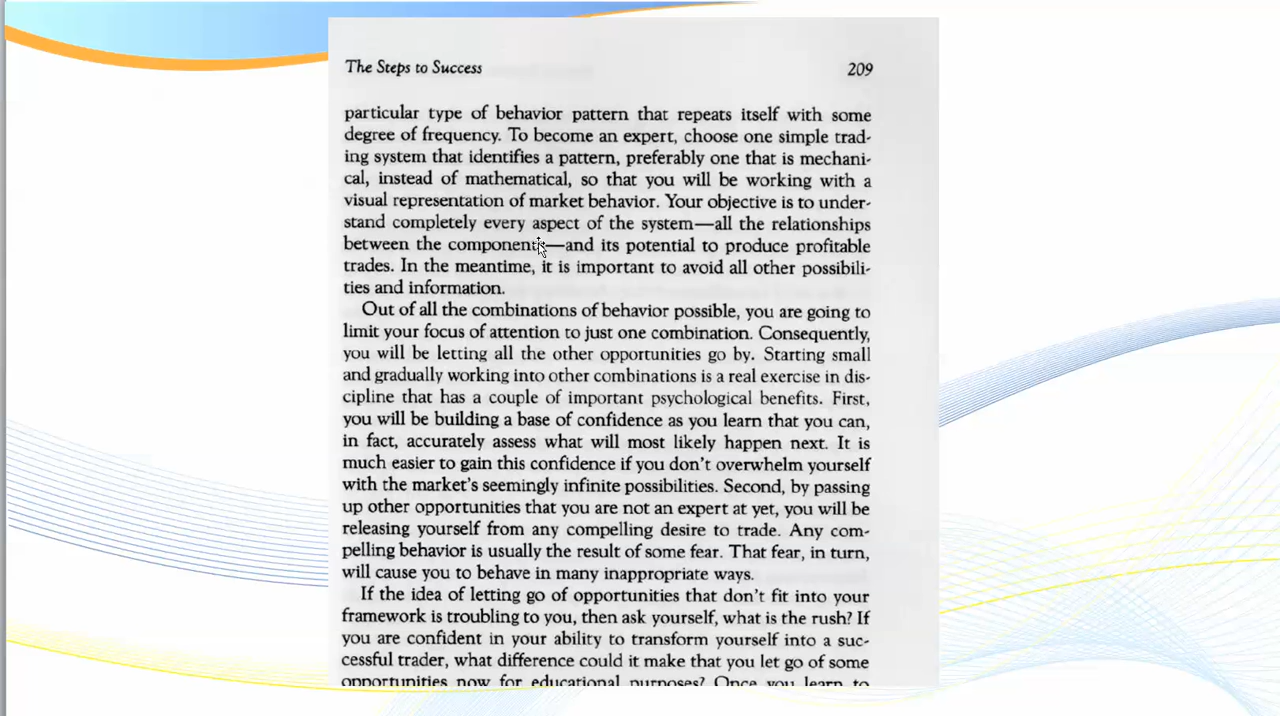 The Steps to Success 209
particular type of behavior pattern that repeats itself with some
degree of frequency. To become an expert, choose one simple trad-
ing system that identifies a pattern, preferably one that is mechani-
cal, instead of mathematical, so that you will be working with a
visual representation of market behavior. Your objective is to under-
stand completely every aspect of the system—all the relationships
between the components—and its potential to produce profitable
trades. In the meantime, it is important to avoid all other possibili-
ties and information.
Out of all the combinations of behavior possible, you are going to
limit your focus of attention to just one combination. Consequently,
you will be letting all the other opportunities go by. Starting small
and gradually working into other combinations is a real exercise in dis-
cipline that has a couple of important psychological benefits. First,
you will be building a base of confidence as you learn that you can,
in fact, accurately assess what will most likely happen next. It is
much easier to gain this confidence if you don't overwhelm yourself
with the market's seemingly infinite possibilities. Second, by passing
up other opportunities that you are not an expert at yet, you will be
releasing yourself from any compelling desire to trade. Any com-
pelling behavior is usually the result of some fear. That fear, in turn,
will cause you to behave in many inappropriate ways.
If the idea of letting go of opportunities that don't fit into your
framework is troubling to you, then ask yourself, what is the rush? If
you are confident in your ability to transform yourself into a suc-
cessful trader, what difference could it make that you let go of some
opportunities now for educational purposes? Once you learn to